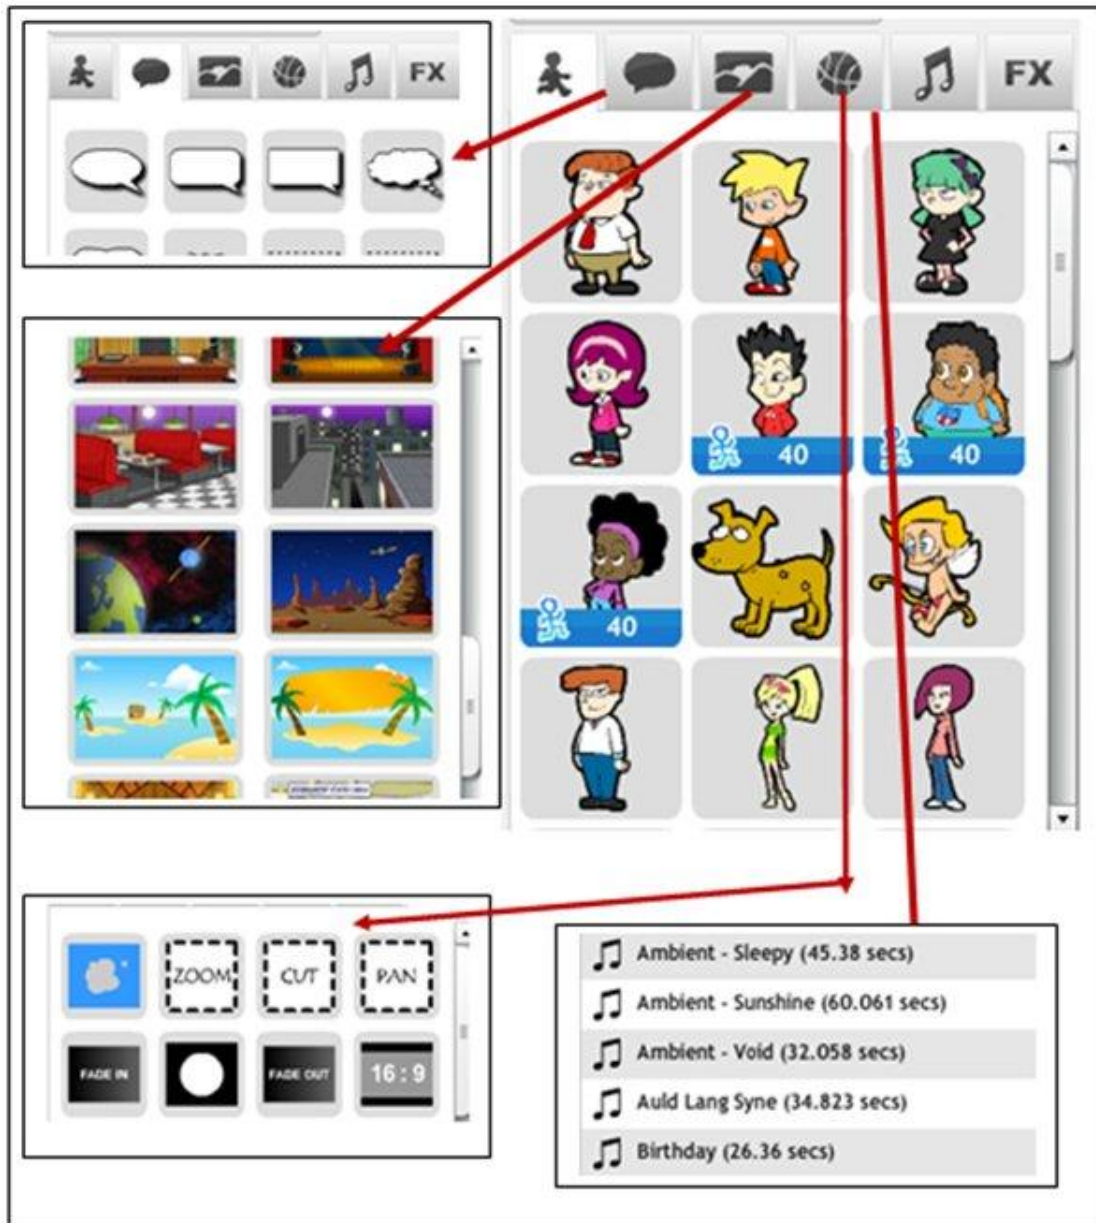 FX
FX
40
40
40
ZOOM
CUT
PAN
FADE IN
FADE OUT
16:9
Ambient - Sleepy (45.38 secs)
Ambient - Sunshine (60.061 secs)
Ambient - Void (32.058 secs)
Auld Lang Syne (34.823 secs)
Birthday (26.36 secs)